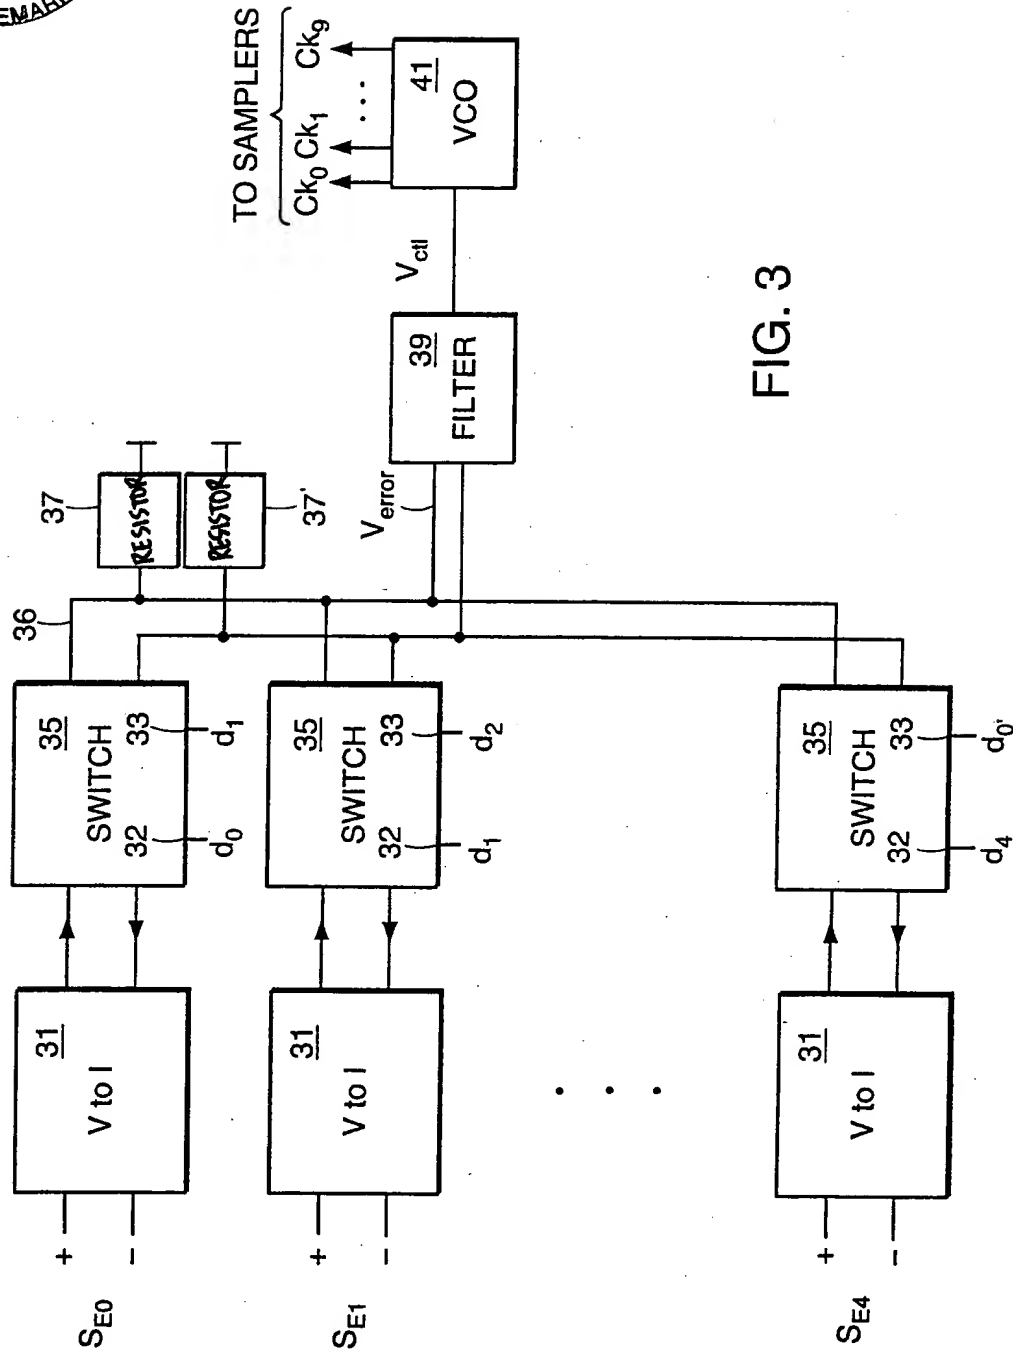 EMAR
TO SAMPLERS
Ck0 Ck1 ... Ck9
41
VCO
Vctl
39
FILTER
Verror
37
RESISTOR
37'
RESISTOR
36
35
SWITCH
32 33
d0 d1
31
V to I
+
-
SE0
35
SWITCH
32 33
d1 d2
31
V to I
+
-
SE1
. . .
35
SWITCH
32 33
d4 d0'
31
V to I
+
-
SE4
FIG. 3